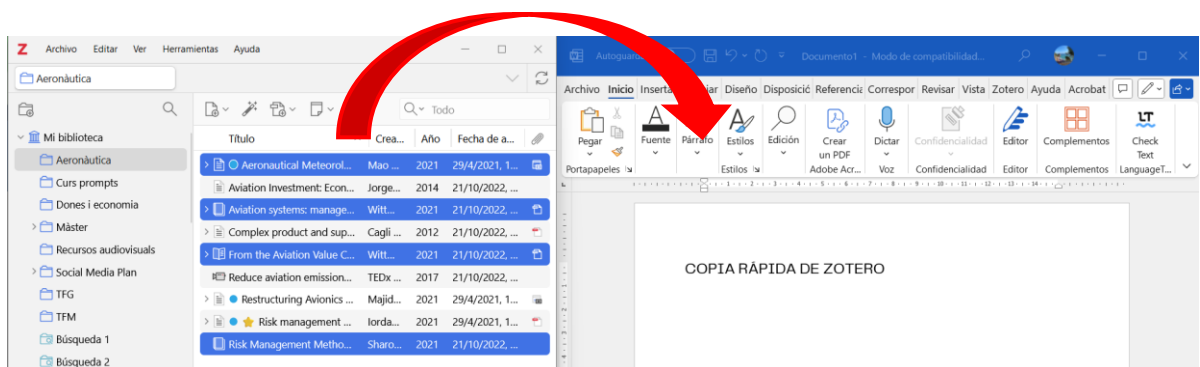 Z Archivo Editar Ver Herramientas Ayuda
Aeronàutica
Todo
Mi biblioteca
Aeronàutica
Curs prompts
Dones i economia
Màster
Recursos audiovisuals
Social Media Plan
TFG
TFM
Búsqueda 1
Búsqueda 2
Título Crea... Año Fecha de a...
Aeronautical Meteorol... Mao ... 2021 29/4/2021, 1...
Aviation Investment: Econ... Jorge... 2014 21/10/2022, ...
Aviation systems: manage... Witt... 2021 21/10/2022, ...
Complex product and sup... Cagli ... 2012 21/10/2022, ...
From the Aviation Value C... Witt... 2021 21/10/2022, ...
Reduce aviation emission... TEDx ... 2017 21/10/2022, ...
Restructuring Avionics ... Majid... 2021 29/4/2021, 1...
Risk management ... Iorda... 2021 29/4/2021, 1...
Risk Management Metho... Sharo... 2021 21/10/2022, ...
Documento1 - Modo de compatibilidad...
Archivo Inicio Diseño Disposició Referencia Correspor Revisar Vista Zotero Ayuda Acrobat
Pegar Fuente Párrafo Estilos Edición Crear un PDF Adobe Acr... Dictar Confidencialidad Editor Complementos Check Text
Portapapeles Estilos Voz Confidencialidad Editor Complementos LanguageT...
COPIA RÁPIDA DE ZOTERO